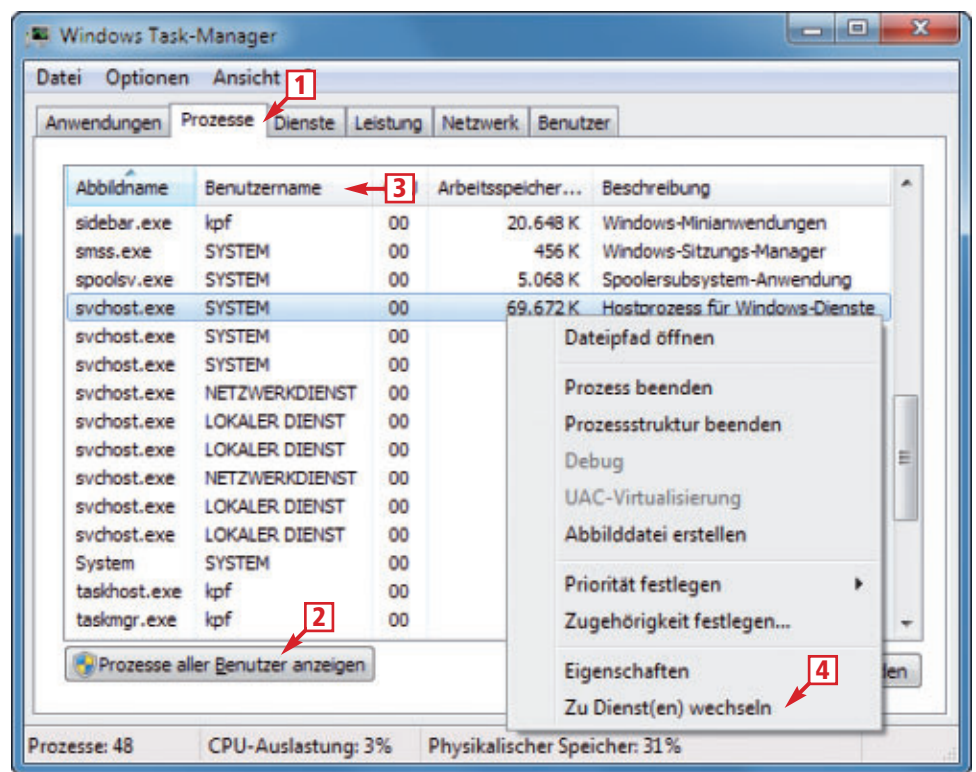 Windows Task-Manager
Datei Optionen Ansicht
1
Anwendungen Prozesse Dienste Leistung Netzwerk Benutzer
Abbildname Benutzername 3 Arbeitsspeicher... Beschreibung
sidebar.exe kpf 00 20.648 K Windows-Minianwendungen
smss.exe SYSTEM 00 456 K Windows-Sitzungs-Manager
spoolsv.exe SYSTEM 00 5.068 K Spoolersubsystem-Anwendung
svchost.exe SYSTEM 00 69.672 K Hostprozess für Windows-Dienste
svchost.exe SYSTEM 00
svchost.exe SYSTEM 00
svchost.exe NETZWERKDIENST 00
svchost.exe LOKALER DIENST 00
svchost.exe LOKALER DIENST 00
svchost.exe NETZWERKDIENST 00
svchost.exe LOKALER DIENST 00
svchost.exe LOKALER DIENST 00
System SYSTEM 00
taskhost.exe kpf 00
taskmgr.exe kpf 00
Dateipfad öffnen
Prozess beenden
Prozessstruktur beenden
Debug
UAC-Virtualisierung
Abbilddatei erstellen
Priorität festlegen
Zugehörigkeit festlegen...
Eigenschaften
4
Zu Dienst(en) wechseln
2
Prozesse aller Benutzer anzeigen
Prozesse: 48 CPU-Auslastung: 3% Physikalischer Speicher: 31%